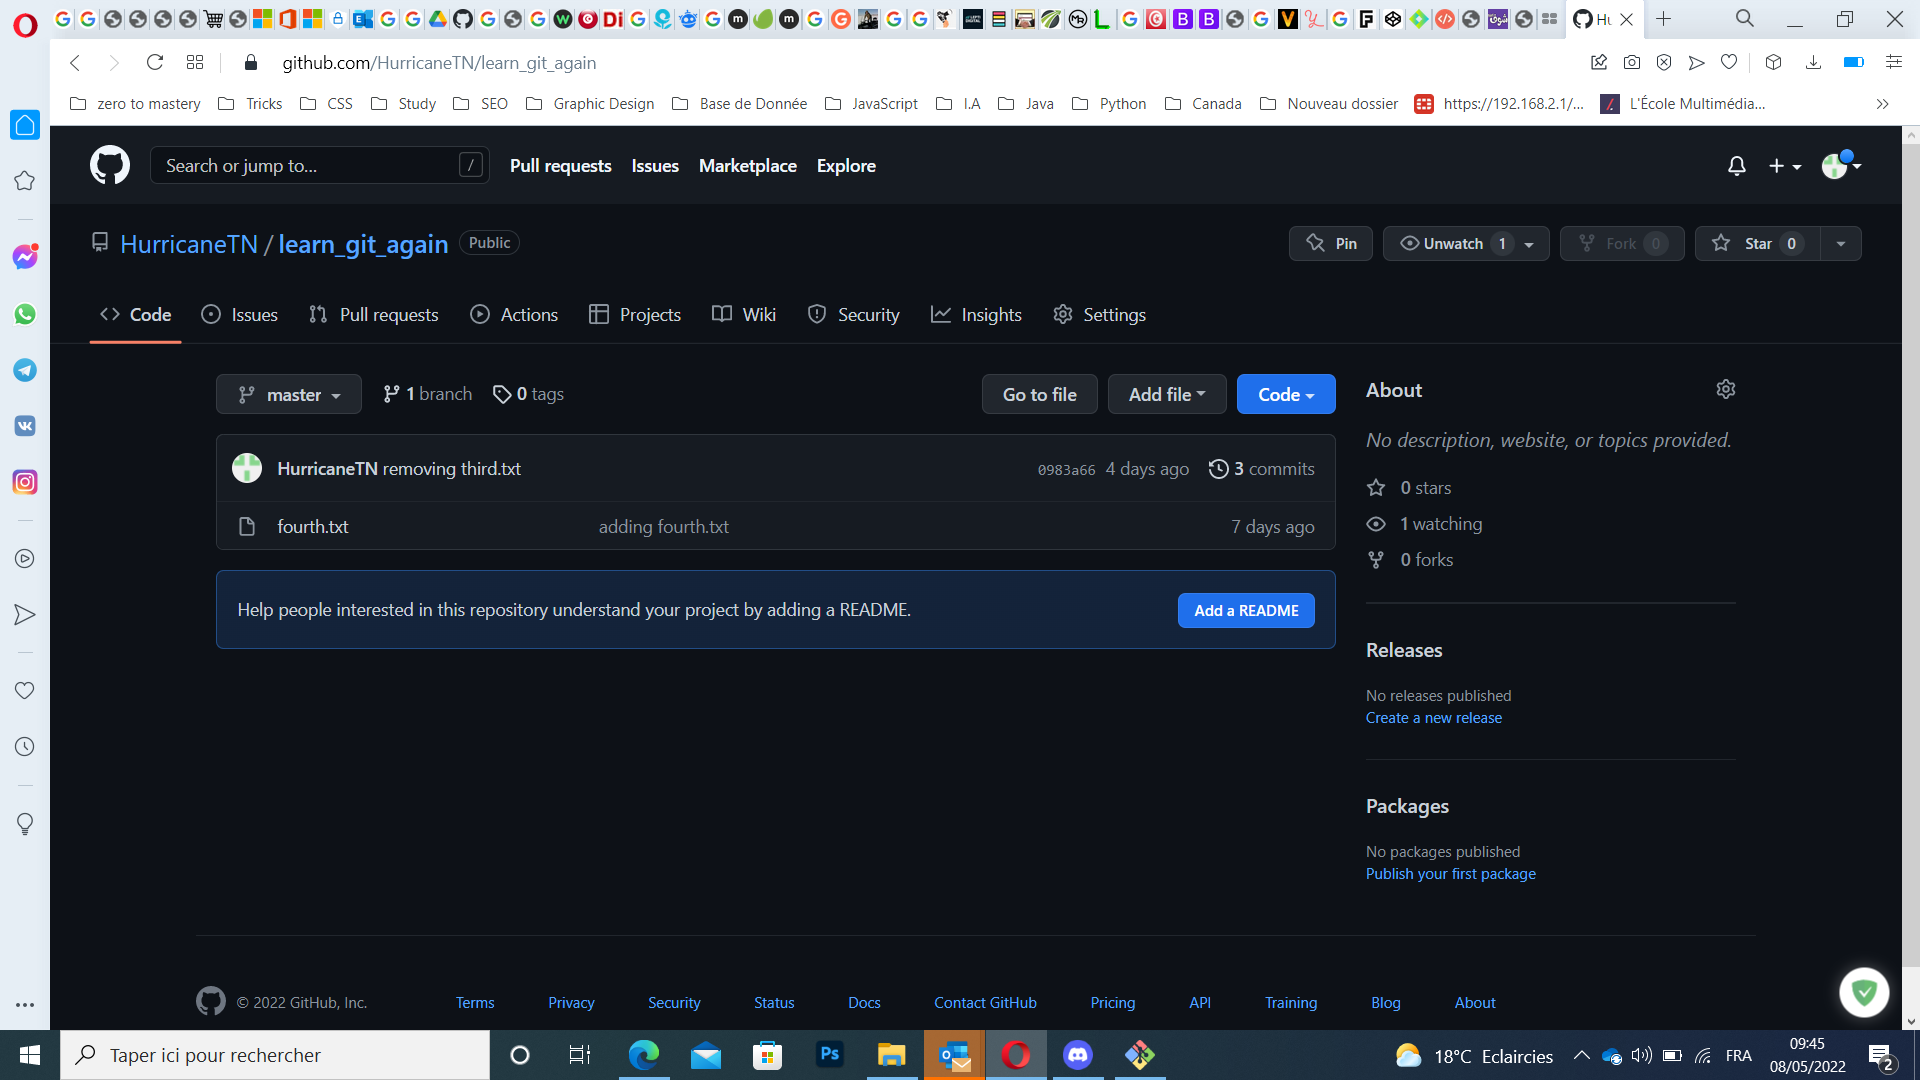 Hu
github.com/HurricaneTN/learn_git_again
zero to mastery Tricks CSS Study SEO Graphic Design Base de Donnée JavaScript I.A Java Python Canada Nouveau dossier https://192.168.2.1/... L'École Multimédia...
Search or jump to... / Pull requests Issues Marketplace Explore
HurricaneTN / learn_git_again Public Pin Unwatch 1 Fork 0 Star 0
Code Issues Pull requests Actions Projects Wiki Security Insights Settings
master 1 branch 0 tags Go to file Add file Code
HurricaneTN removing third.txt 0983a66 4 days ago 3 commits
fourth.txt adding fourth.txt 7 days ago
Help people interested in this repository understand your project by adding a README. Add a README
About
No description, website, or topics provided.
0 stars
1 watching
0 forks
Releases
No releases published
Create a new release
Packages
No packages published
Publish your first package
© 2022 GitHub, Inc. Terms Privacy Security Status Docs Contact GitHub Pricing API Training Blog About
Taper ici pour rechercher
Ps
18°C Eclaircies FRA
09:45
08/05/2022
2